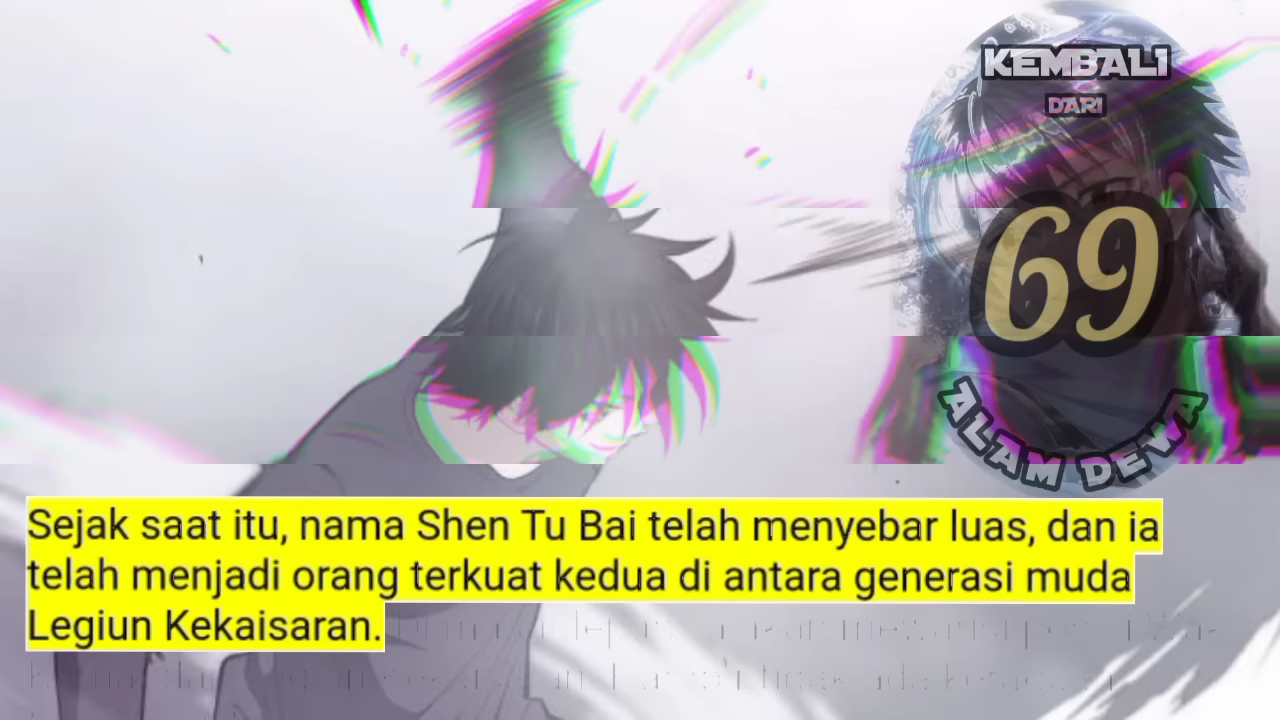 KEMBALI
DARI
69
ALAM DEWA
Sejak saat itu, nama Shen Tu Bai telah menyebar luas, dan ia
telah menjadi orang terkuat kedua di antara generasi muda
Legiun Kekaisaran.